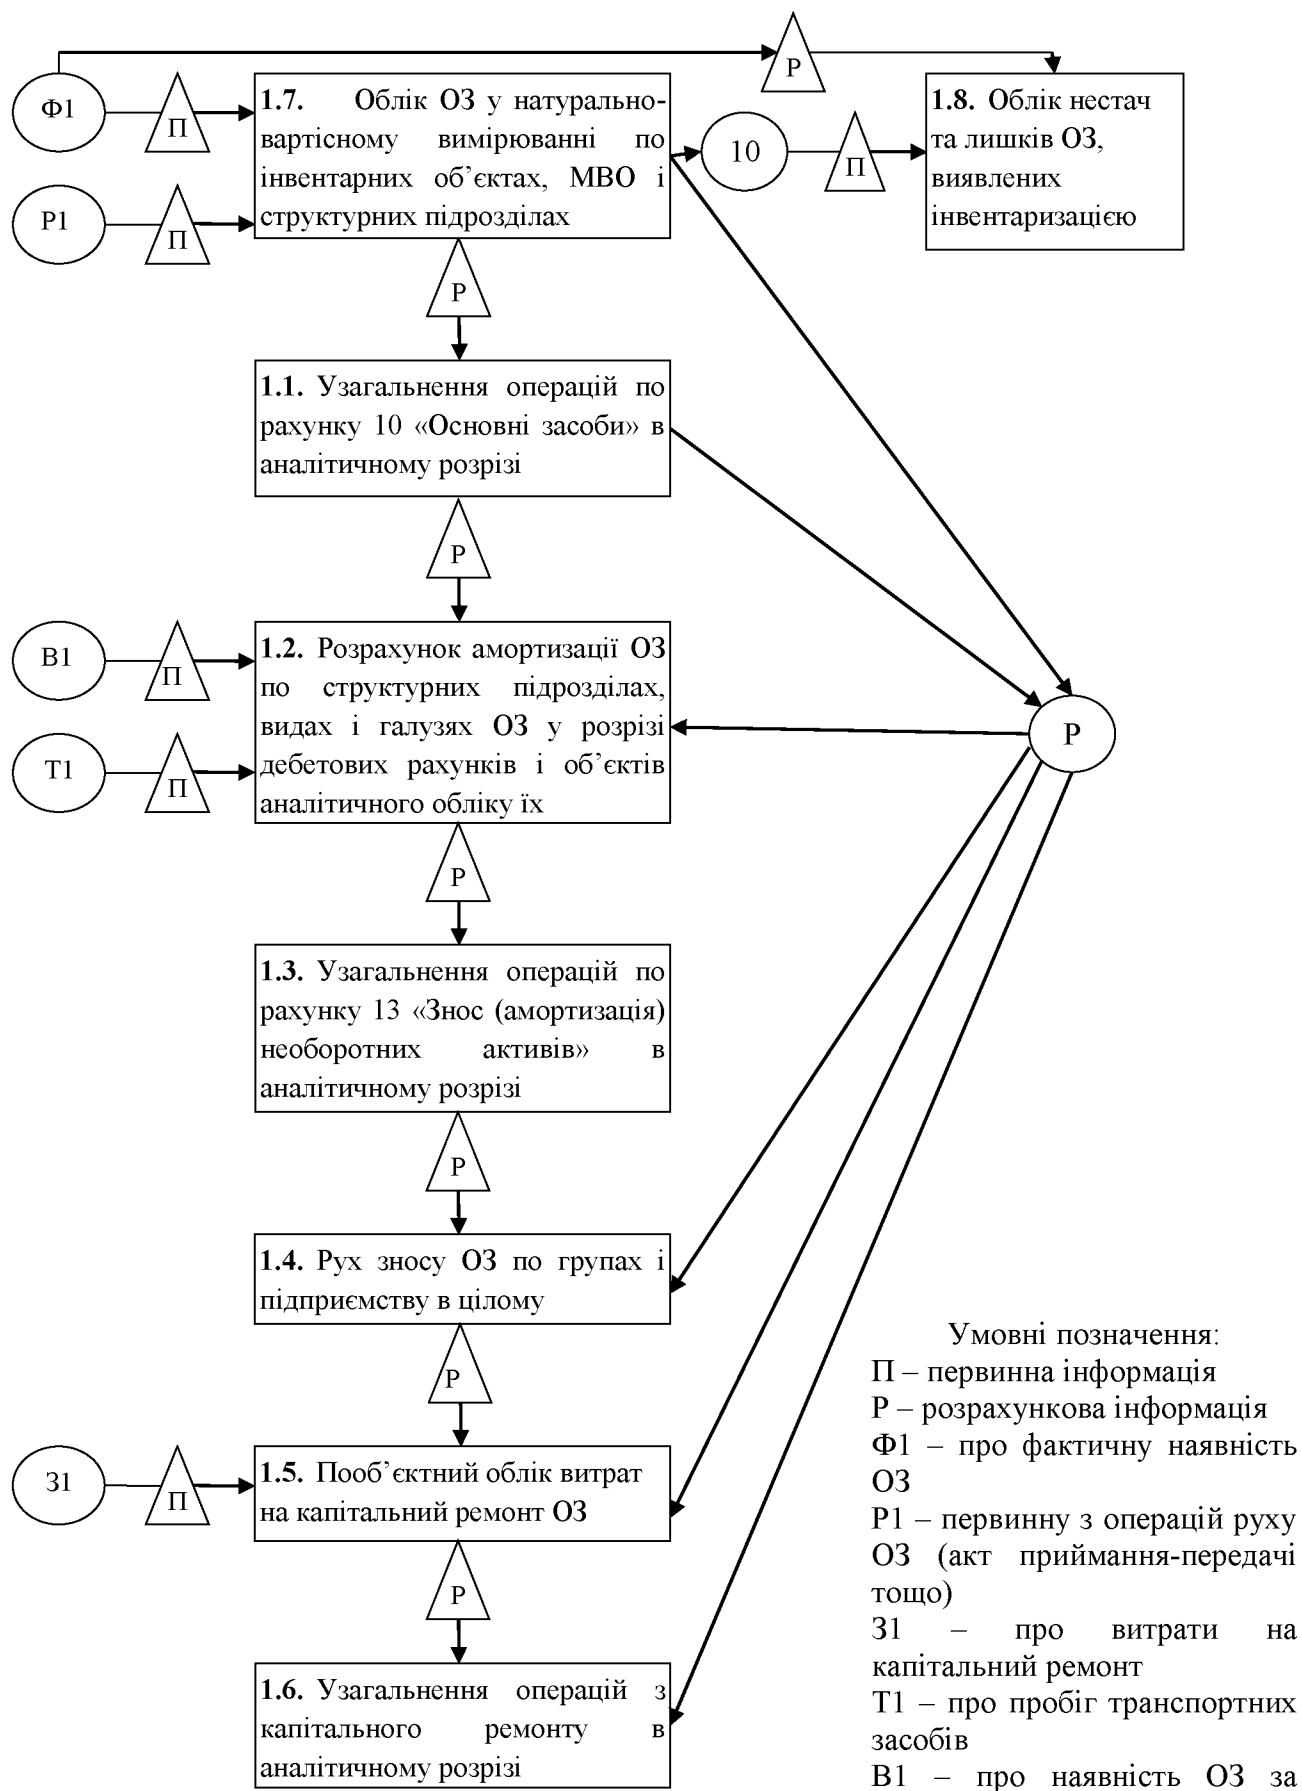 Р
Ф1
П
1.7. Облік ОЗ у натурально-
вартісному вимірюванні по
інвентарних об’єктах, МВО і
структурних підрозділах
10
П
1.8. Облік нестач
та лишків ОЗ,
виявлених
інвентаризацією
Р1
П
Р
1.1. Узагальнення операцій по
рахунку 10 «Основні засоби» в
аналітичному розрізі
Р
В1
П
1.2. Розрахунок амортизації ОЗ
по структурних підрозділах,
видах і галузях ОЗ у розрізі
дебетових рахунків і об’єктів
аналітичного обліку їх
Т1
П
Р
Р
1.3. Узагальнення операцій по
рахунку 13 «Знос (амортизація)
необоротних активів» в
аналітичному розрізі
Р
1.4. Рух зносу ОЗ по групах і
підприємству в цілому
Р
З1
П
1.5. Пооб’єктний облік витрат
на капітальний ремонт ОЗ
Р
1.6. Узагальнення операцій з
капітального ремонту в
аналітичному розрізі
Умовні позначення:
П – первинна інформація
Р – розрахункова інформація
Ф1 – про фактичну наявність
ОЗ
Р1 – первинну з операцій руху
ОЗ (акт приймання-передачі
тощо)
З1 – про витрати на
капітальний ремонт
Т1 – про пробіг транспортних
засобів
В1 – про наявність ОЗ за